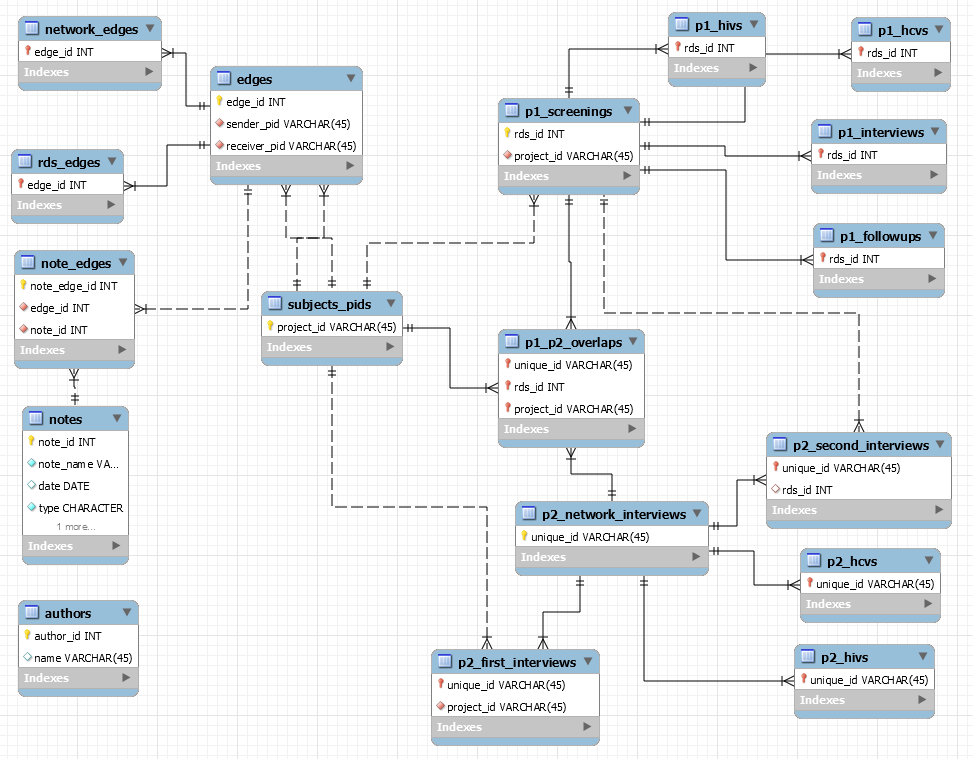 network_edges
edge_id INT
Indexes
edges
edge_id INT
sender_pid VARCHAR(45)
receiver_pid VARCHAR(45)
Indexes
rds_edges
edge_id INT
Indexes
note_edges
note_edge_id INT
edge_id INT
note_id INT
Indexes
notes
note_id INT
note_name VA...
date DATE
type CHARACTER
1 more...
Indexes
authors
author_id INT
name VARCHAR(45)
Indexes
subjects_pids
project_id VARCHAR(45)
Indexes
p1_hivs
rds_id INT
Indexes
p1_hcvs
rds_id INT
Indexes
p1_screenings
rds_id INT
project_id VARCHAR(45)
Indexes
p1_interviews
rds_id INT
Indexes
p1_followups
rds_id INT
Indexes
p1_p2_overlaps
unique_id VARCHAR(45)
rds_id INT
project_id VARCHAR(45)
Indexes
p2_second_interviews
unique_id VARCHAR(45)
rds_id INT
Indexes
p2_network_interviews
unique_id VARCHAR(45)
Indexes
p2_hcvs
unique_id VARCHAR(45)
Indexes
p2_first_interviews
unique_id VARCHAR(45)
project_id VARCHAR(45)
Indexes
p2_hivs
unique_id VARCHAR(45)
Indexes